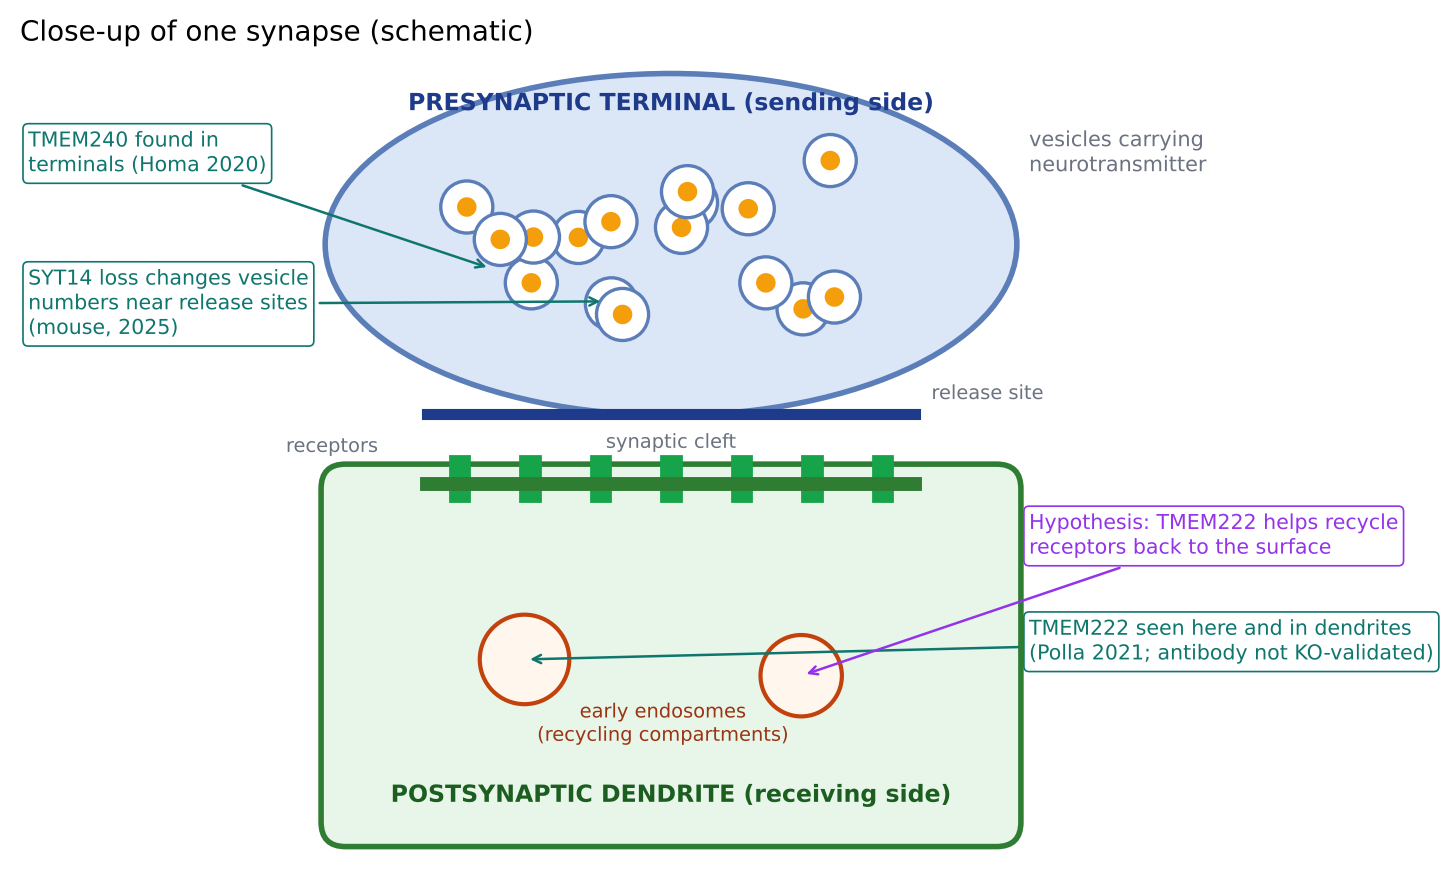 Close-up of one synapse (schematic)
PRESYNAPTIC TERMINAL (sending side)
TMEM240 found in
terminals (Homa 2020)
vesicles carrying
neurotransmitter
SYT14 loss changes vesicle
numbers near release sites
(mouse, 2025)
release site
synaptic cleft
receptors
Hypothesis: TMEM222 helps recycle
receptors back to the surface
TMEM222 seen here and in dendrites
(Polla 2021; antibody not KO-validated)
early endosomes
(recycling compartments)
POSTSYNAPTIC DENDRITE (receiving side)